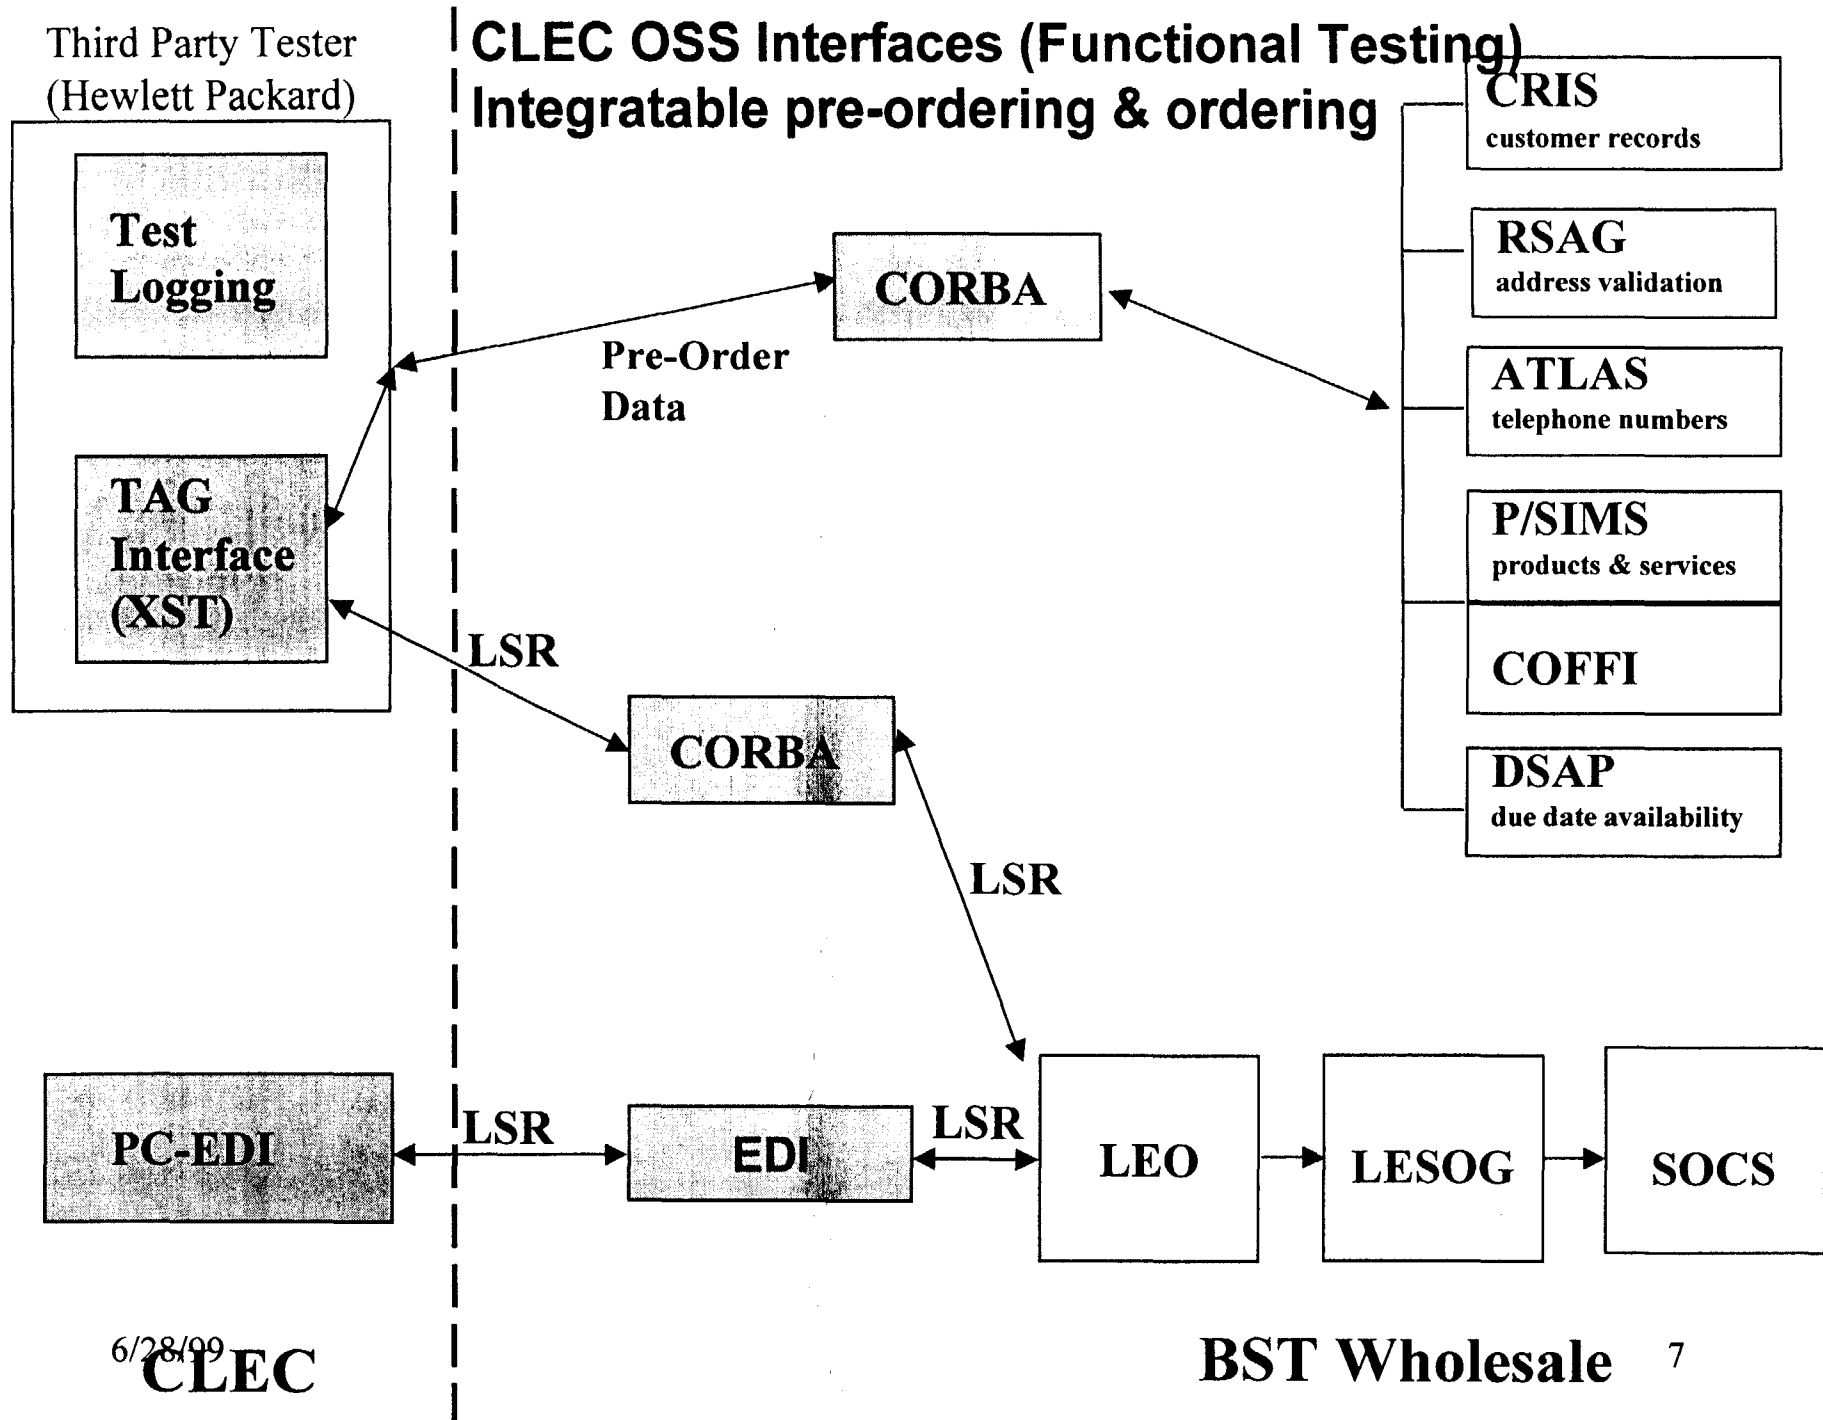 Third Party Tester
(Hewlett Packard)
CLEC OSS Interfaces (Functional Testing)
Integratable pre-ordering & ordering
Test
Logging
TAG
Interface
(XST)
CORBA
Pre-Order
Data
CRIS
customer records
RSAG
address validation
ATLAS
telephone numbers
P/SIMS
products & services
COFFI
DSAP
due date availability
LSR
CORBA
LSR
PC-EDI
LSR
EDI
LSR
LEO
LESOG
SOCS
6/28/99
CLEC
BST Wholesale
7